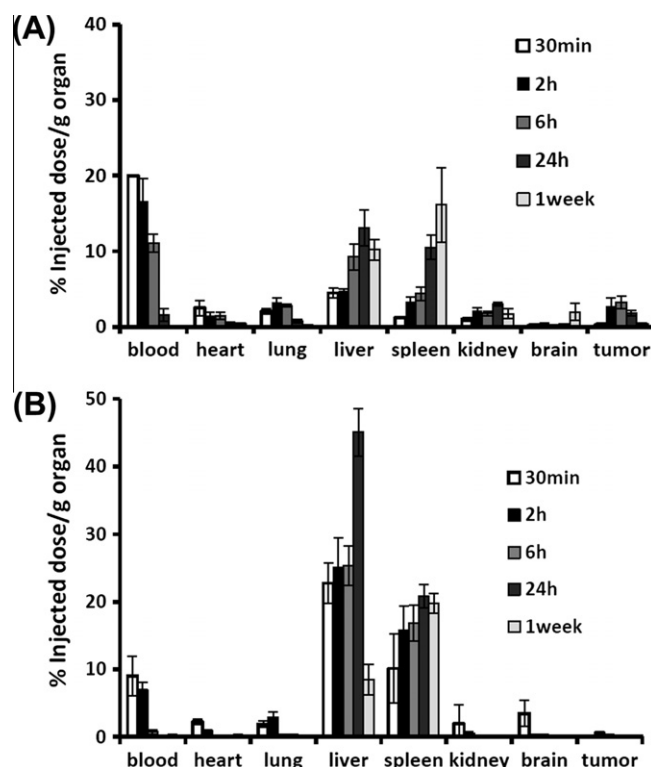 (A)
% Injected dose/g organ
40
30
20
10
0
30min
2h
6h
24h
1week
blood heart lung liver spleen kidney brain tumor
(B)
% Injected dose/g organ
50
40
30
20
10
0
30min
2h
6h
24h
1week
blood heart lung liver spleen kidney brain tumor